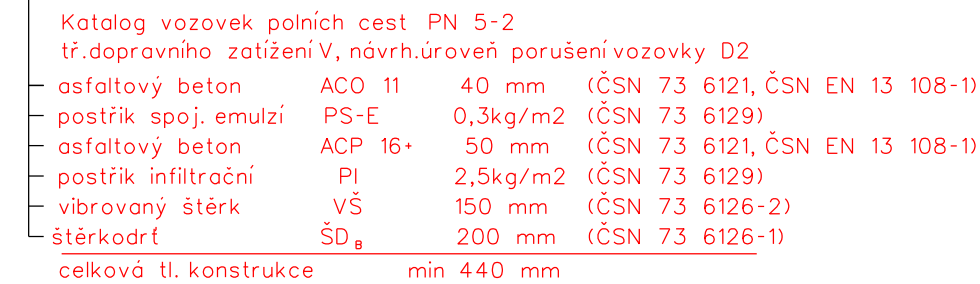 Katalog vozovek polních cest PN 5-2
tř.dopravního zatížení V, návrh.úroveň porušení vozovky D2
asfaltový beton ACO 11 40 mm (ČSN 73 6121, ČSN EN 13 108-1)
postřik spoj. emulzí PS-E 0,3kg/m2 (ČSN 73 6129)
asfaltový beton ACP 16+ 50 mm (ČSN 73 6121, ČSN EN 13 108-1)
postřik infiltrační PI 2,5kg/m2 (ČSN 73 6129)
vibrovaný štěrk VŠ 150 mm (ČSN 73 6126-2)
štěrkodrť ŠDB 200 mm (ČSN 73 6126-1)
celková tl. konstrukce min 440 mm